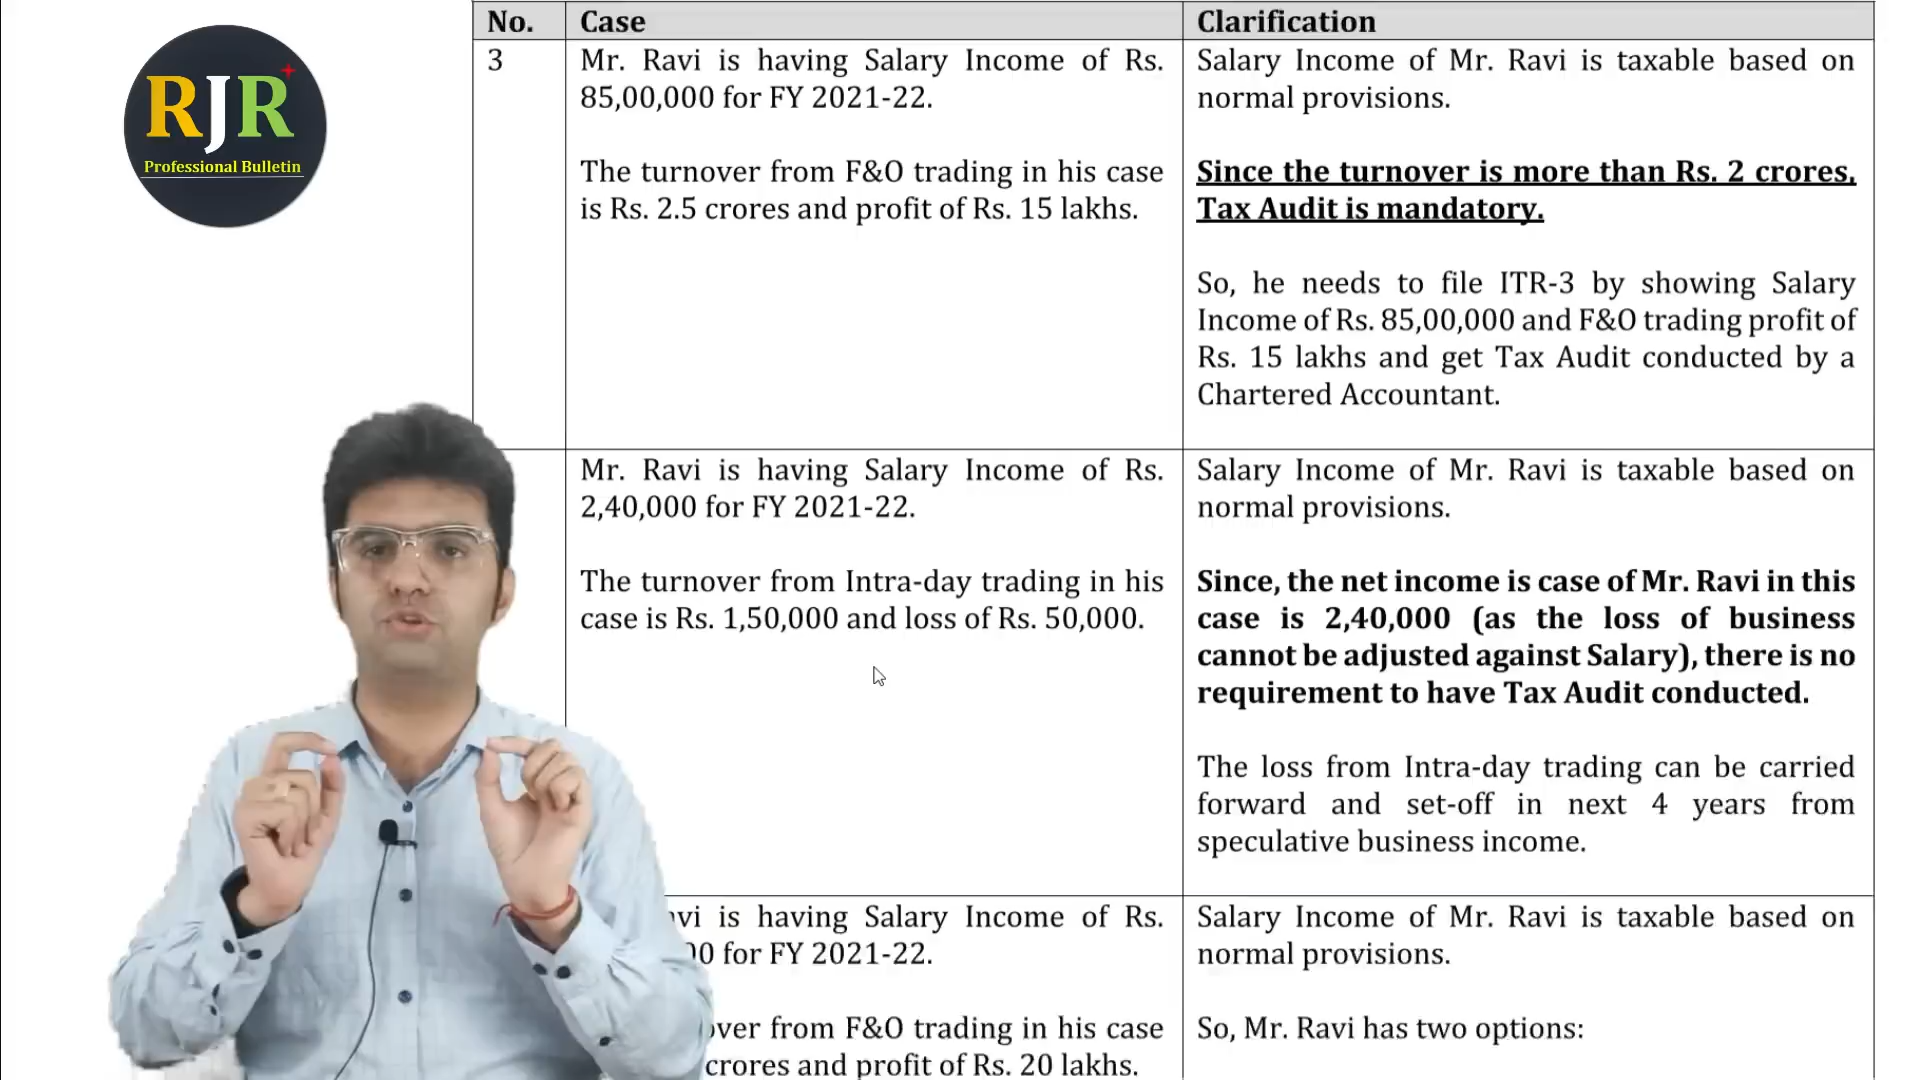 RJR
Professional Bulletin
No.
Case
Clarification
3
Mr. Ravi is having Salary Income of Rs.
85,00,000 for FY 2021-22.
The turnover from F&O trading in his case
is Rs. 2.5 crores and profit of Rs. 15 lakhs.
Salary Income of Mr. Ravi is taxable based on
normal provisions.
Since the turnover is more than Rs. 2 crores,
Tax Audit is mandatory.
So, he needs to file ITR-3 by showing Salary
Income of Rs. 85,00,000 and F&O trading profit of
Rs. 15 lakhs and get Tax Audit conducted by a
Chartered Accountant.
Mr. Ravi is having Salary Income of Rs.
2,40,000 for FY 2021-22.
The turnover from Intra-day trading in his
case is Rs. 1,50,000 and loss of Rs. 50,000.
Salary Income of Mr. Ravi is taxable based on
normal provisions.
Since, the net income is case of Mr. Ravi in this
case is 2,40,000 (as the loss of business
cannot be adjusted against Salary), there is no
requirement to have Tax Audit conducted.
The loss from Intra-day trading can be carried
forward and set-off in next 4 years from
speculative business income.
is having Salary Income of Rs.
for FY 2021-22.
from F&O trading in his case
crores and profit of Rs. 20 lakhs.
Salary Income of Mr. Ravi is taxable based on
normal provisions.
So, Mr. Ravi has two options: